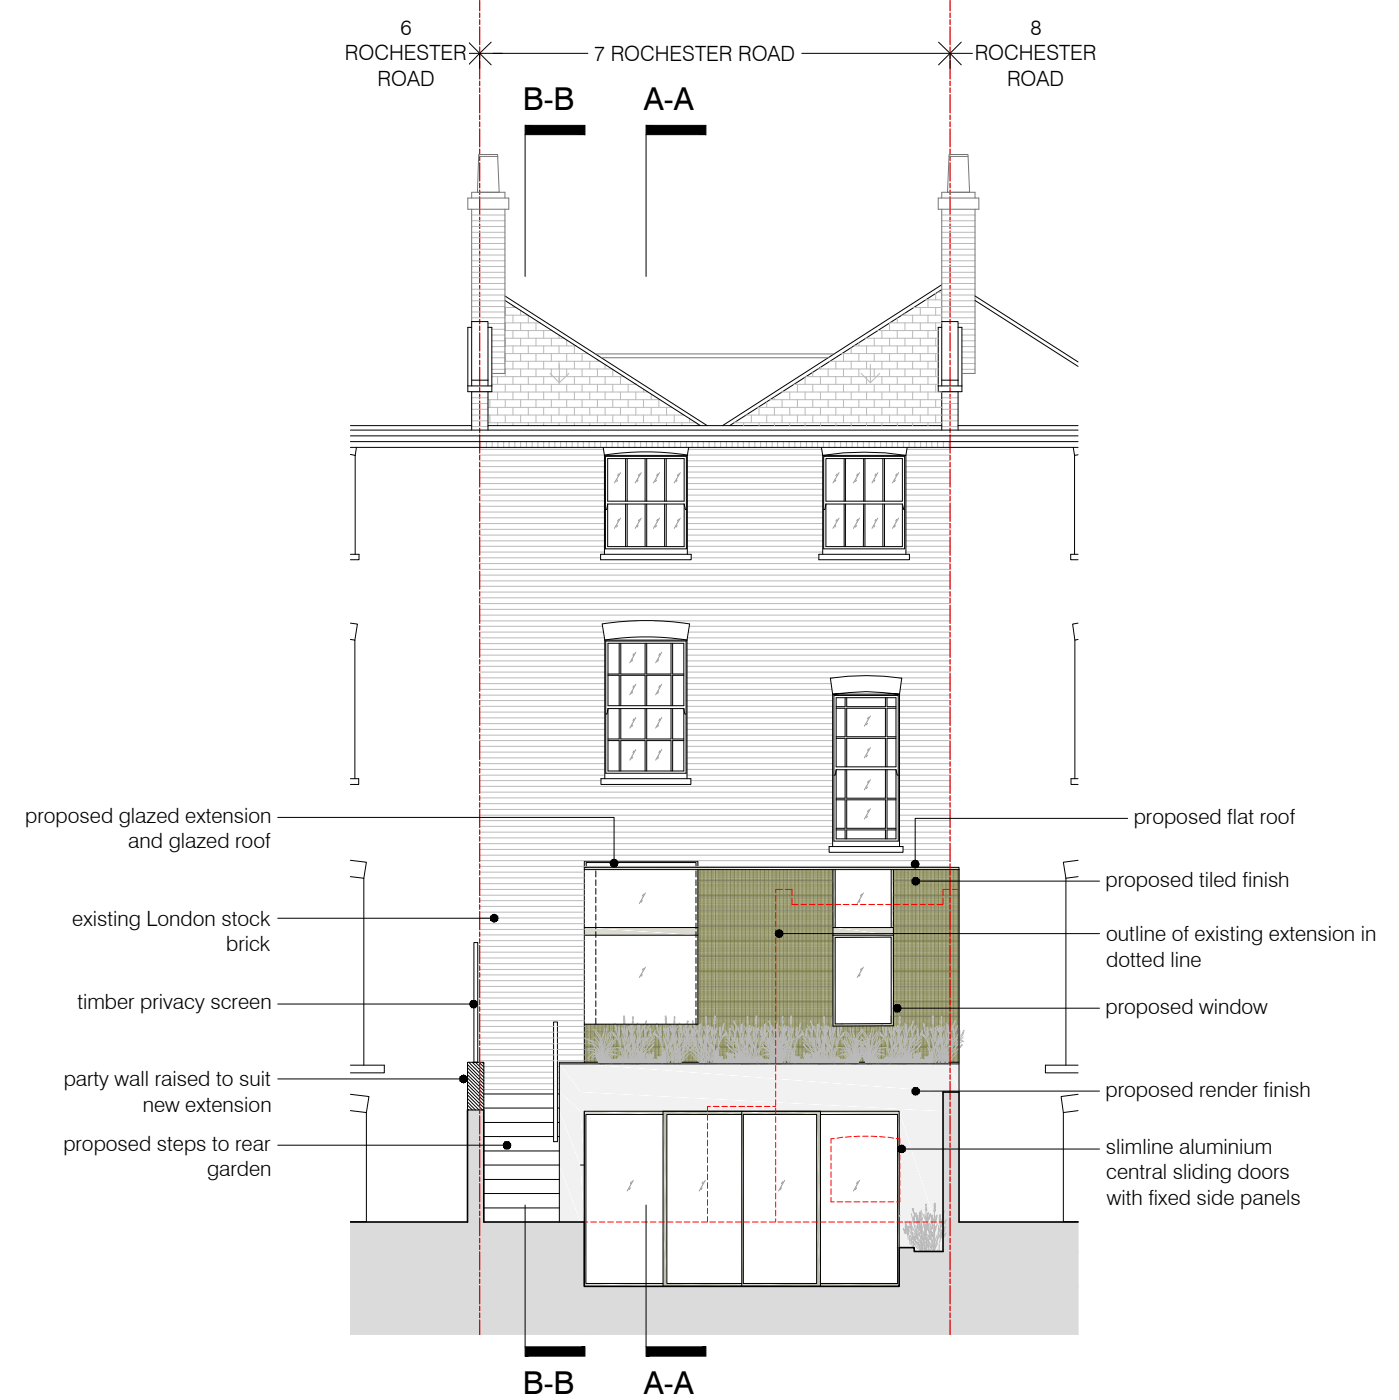 6
ROCHESTER
ROAD
7 ROCHESTER ROAD
8
ROCHESTER
ROAD
B-B
A-A
proposed glazed extension
and glazed roof
existing London stock
brick
timber privacy screen
party wall raised to suit
new extension
proposed steps to rear
garden
proposed flat roof
proposed tiled finish
outline of existing extension in
dotted line
proposed window
proposed render finish
slimline aluminium
central sliding doors
with fixed side panels
B-B
A-A